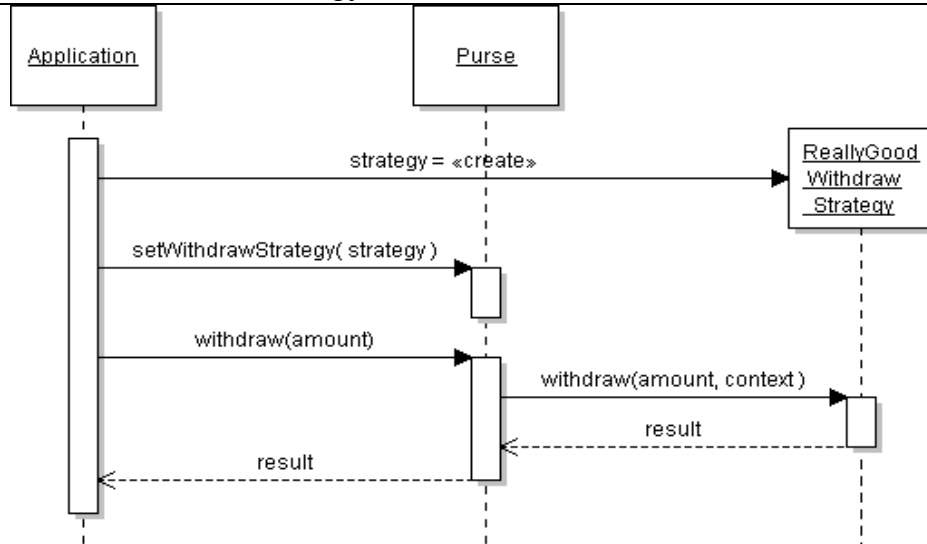 Application
Purse
strategy = «create»
ReallyGood
Withdraw
Strategy
setWithdrawStrategy( strategy )
withdraw(amount)
withdraw(amount, context )
result
result